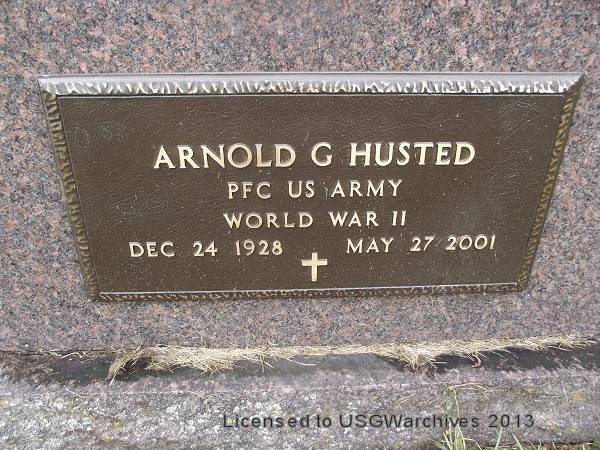 ARNOLD G HUSTED
PFC US ARMY
WORLD WAR II
DEC 24 1928 MAY 27 2001
Licensed to USGWarchives 2013